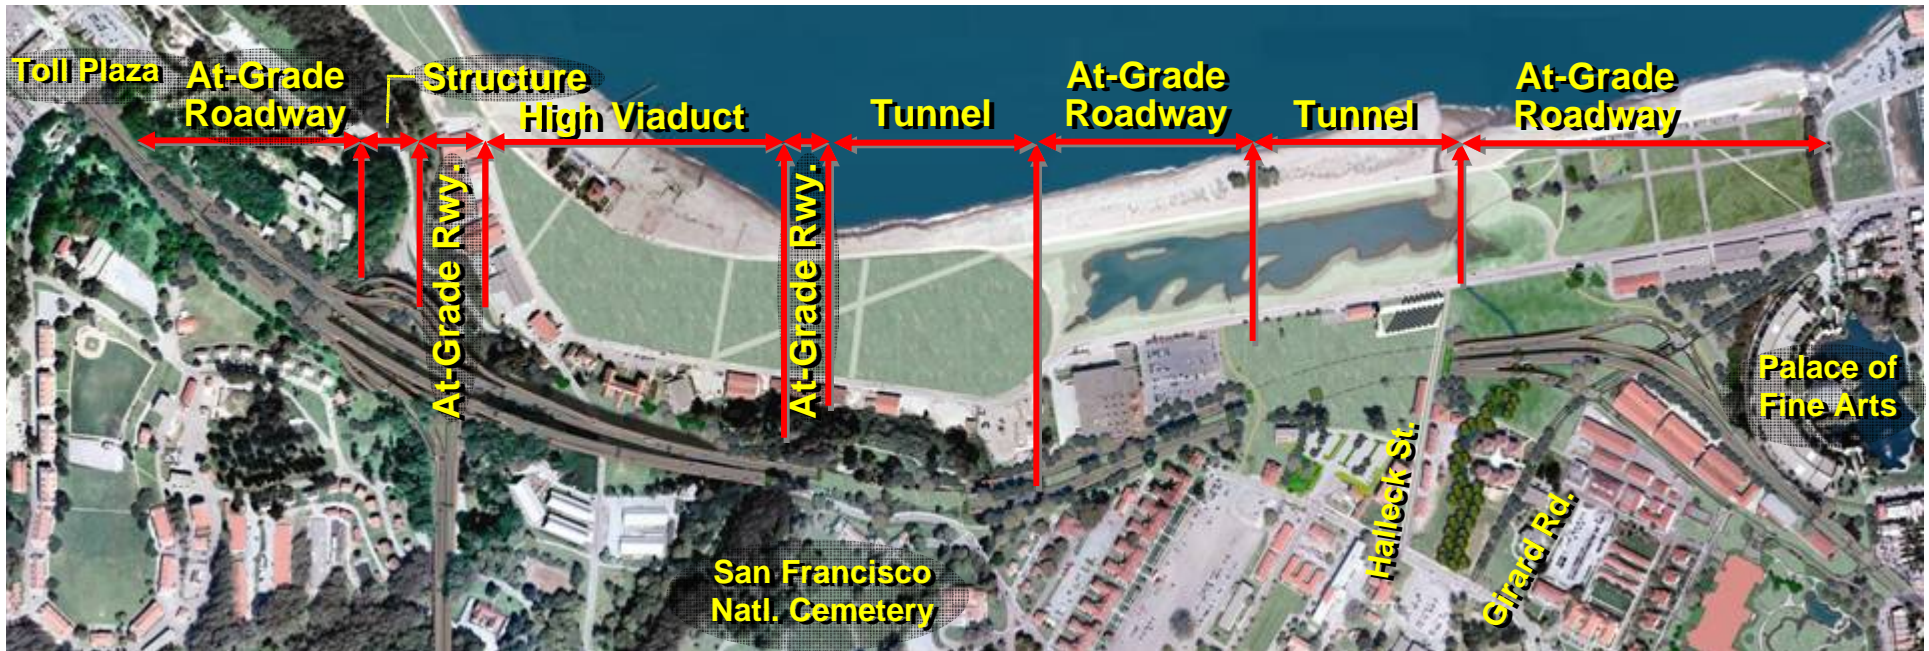 Toll Plaza
At-Grade
Roadway
Structure
At-Grade Rwy.
High Viaduct
At-Grade Rwy.
Tunnel
At-Grade
Roadway
Tunnel
At-Grade
Roadway
Palace of
Fine Arts
Halleck St.
Girard Rd.
San Francisco
Natl. Cemetery